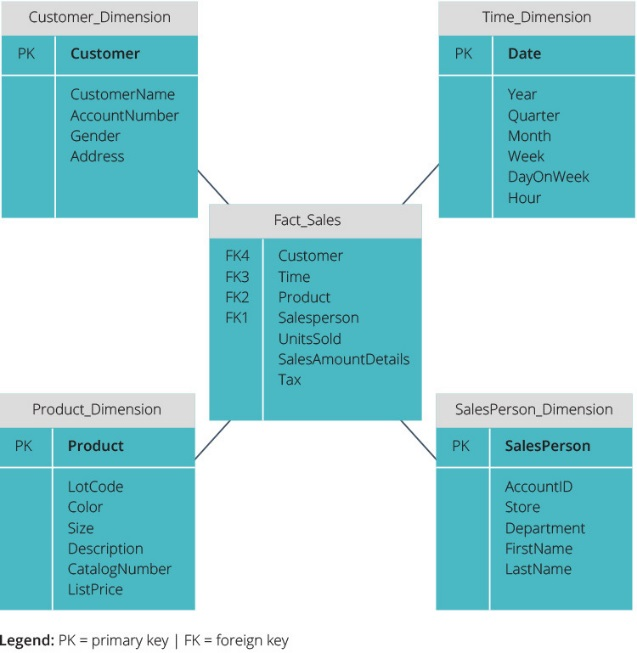 Customer_Dimension
PK Customer
CustomerName
AccountNumber
Gender
Address
Time_Dimension
PK Date
Year
Quarter
Month
Week
DayOnWeek
Hour
Fact_Sales
FK4 Customer
FK3 Time
FK2 Product
FK1 Salesperson
UnitsSold
SalesAmountDetails
Tax
Product_Dimension
PK Product
LotCode
Color
Size
Description
CatalogNumber
ListPrice
SalesPerson_Dimension
PK SalesPerson
AccountID
Store
Department
FirstName
LastName
Legend: PK = primary key | FK = foreign key